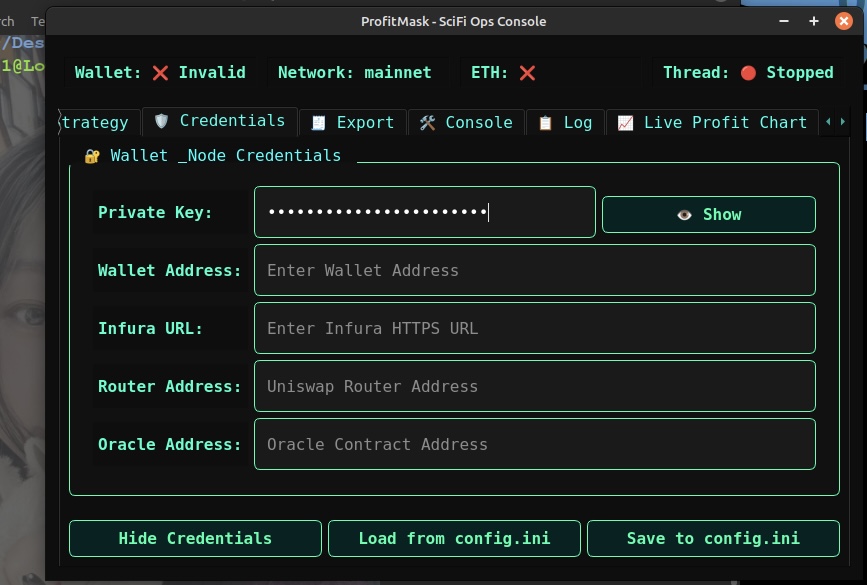 ProfitMask - SciFi Ops Console
rch Te
/Des
1@Lo
Wallet: ❌ Invalid Network: mainnet ETH: ❌ Thread: 🔴 Stopped
trategy 🛡️ Credentials 🧾 Export 🛠️ Console 📋 Log 📈 Live Profit Chart
🔐 Wallet _Node Credentials
Private Key: ••••••••••••••••••••••• 👁️ Show
Wallet Address: Enter Wallet Address
Infura URL: Enter Infura HTTPS URL
Router Address: Uniswap Router Address
Oracle Address: Oracle Contract Address
Hide Credentials Load from config.ini Save to config.ini